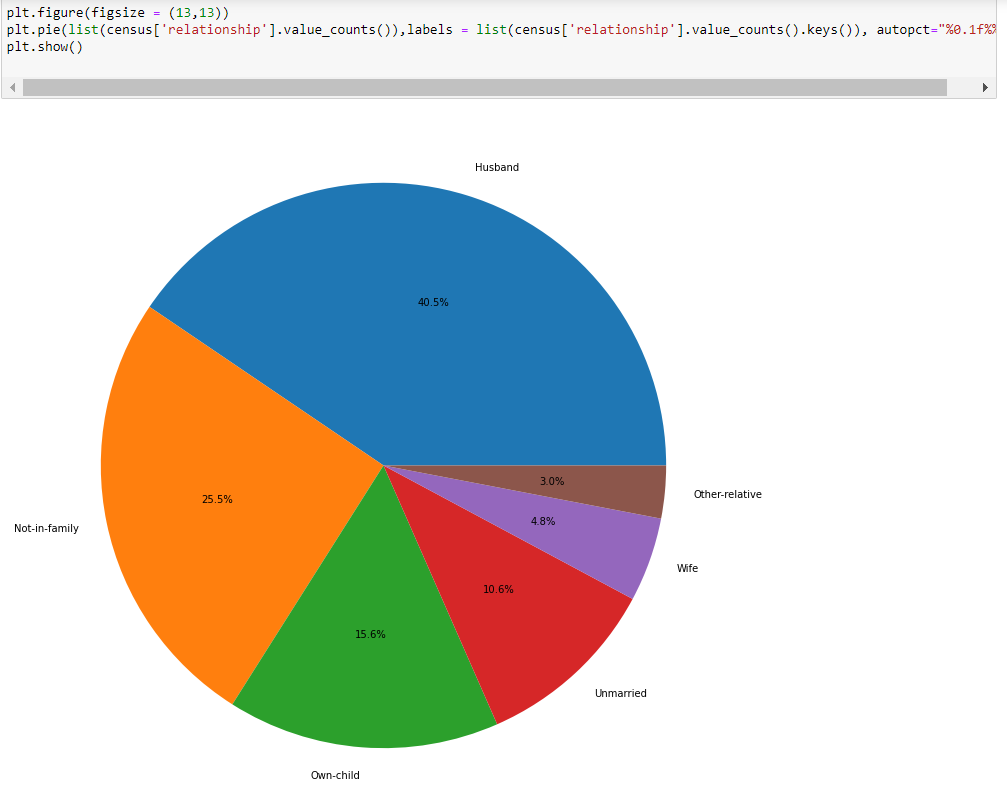 plt.figure(figsize = (13,13))
plt.pie(list(census['relationship'].value_counts()),labels = list(census['relationship'].value_counts().keys()), autopct="%0.1f%%
plt.show()
Husband
40.5%
3.0%
Other-relative
25.5%
4.8%
Not-in-family
Wife
10.6%
15.6%
Unmarried
Own-child